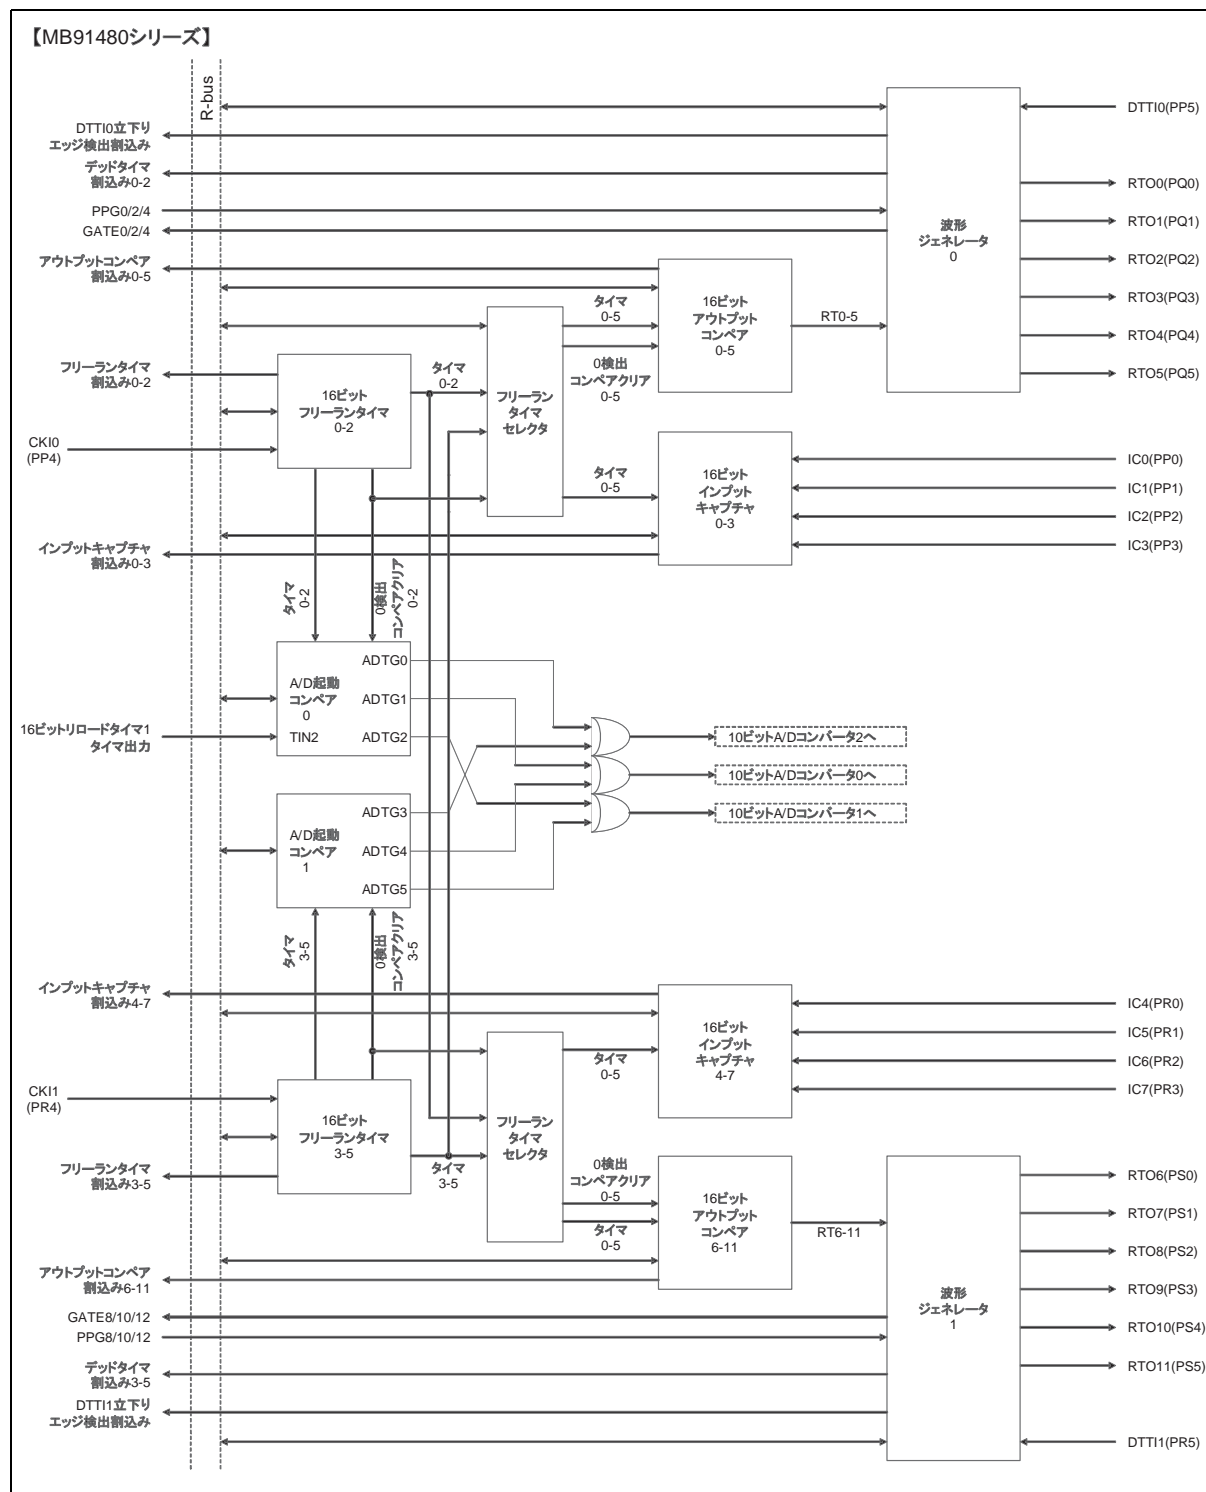 【MB91480シリーズ】
R-bus
DTTI0(PP5)
DTTI0立下り
エッジ検出割込み
デッドタイマ
割込み0-2
RTO0(PQ0)
PPG0/2/4
GATE0/2/4
波形
ジェネレータ
0
RTO1(PQ1)
RTO2(PQ2)
RTO3(PQ3)
RTO4(PQ4)
RTO5(PQ5)
アウトプットコンペア
割込み0-5
16ビット
アウトプット
コンペア
0-5
RT0-5
タイマ
0-5
0検出
コンペアクリア
0-5
フリーランタイマ
割込み0-2
タイマ
0-2
16ビット
フリーランタイマ
0-2
フリーラン
タイマ
セレクタ
CKI0
(PP4)
タイマ
0-5
16ビット
インプット
キャプチャ
0-3
IC0(PP0)
IC1(PP1)
IC2(PP2)
IC3(PP3)
インプットキャプチャ
割込み0-3
タイマ
0-2
0検出
コンペアクリア
0-2
A/D起動
コンペア
0
ADTG0
ADTG1
ADTG2
TIN2
16ビットリロードタイマ1
タイマ出力
10ビットA/Dコンバータ2へ
10ビットA/Dコンバータ0へ
10ビットA/Dコンバータ1へ
A/D起動
コンペア
1
ADTG3
ADTG4
ADTG5
タイマ
3-5
0検出
コンペアクリア
3-5
インプットキャプチャ
割込み4-7
16ビット
インプット
キャプチャ
4-7
IC4(PR0)
IC5(PR1)
IC6(PR2)
IC7(PR3)
タイマ
0-5
CKI1
(PR4)
16ビット
フリーランタイマ
3-5
フリーラン
タイマ
セレクタ
フリーランタイマ
割込み3-5
タイマ
3-5
0検出
コンペアクリア
0-5
タイマ
0-5
16ビット
アウトプット
コンペア
6-11
RT6-11
RTO6(PS0)
RTO7(PS1)
RTO8(PS2)
RTO9(PS3)
RTO10(PS4)
RTO11(PS5)
アウトプットコンペア
割込み6-11
波形
ジェネレータ
1
GATE8/10/12
PPG8/10/12
デッドタイマ
割込み3-5
DTTI1立下り
エッジ検出割込み
DTTI1(PR5)